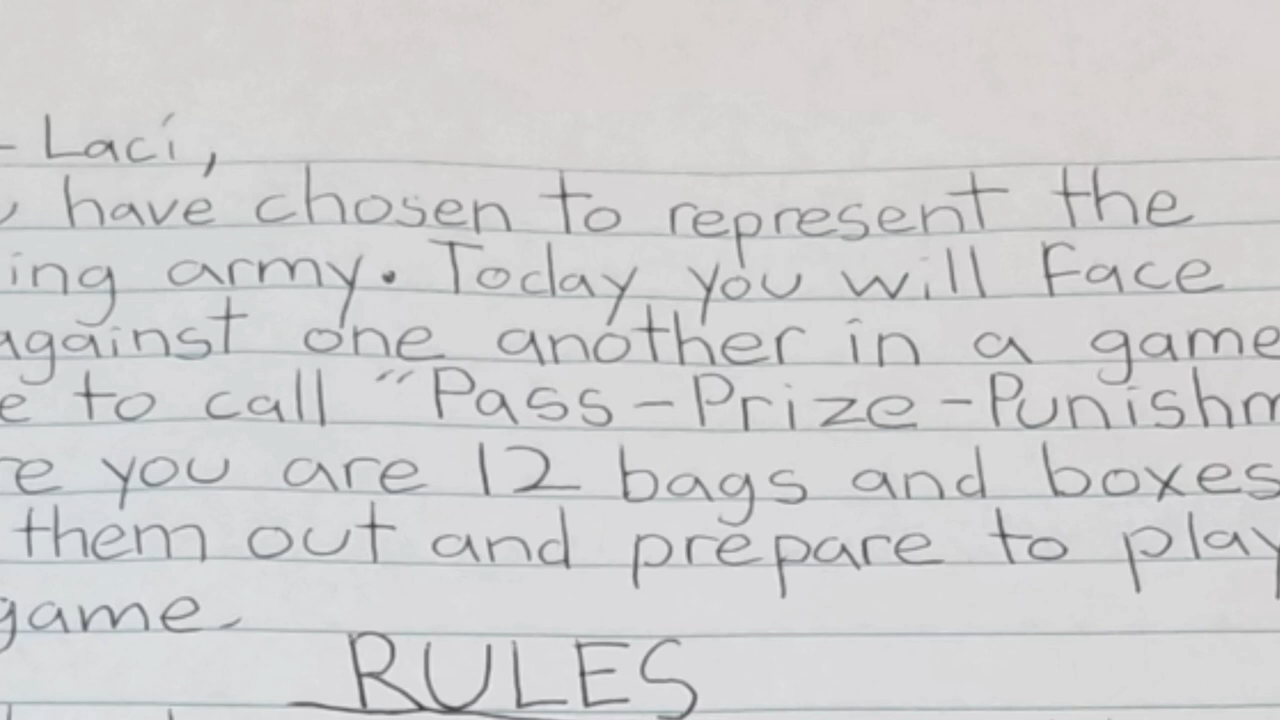 - Laci,
have chosen to represent the
ing army. Today you will face
against one another in a game
e to call "Pass-Prize-Punishm
re you are 12 bags and boxes
them out and prepare to play
game.
RULES